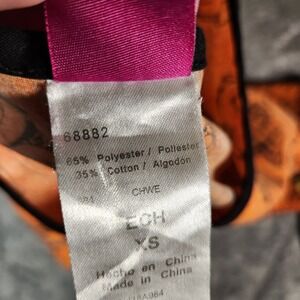 68882
65% Polyester / Poliester
35% Cotton / Algodón
CHWE
ECH
XS
Hecho en China
Made in China